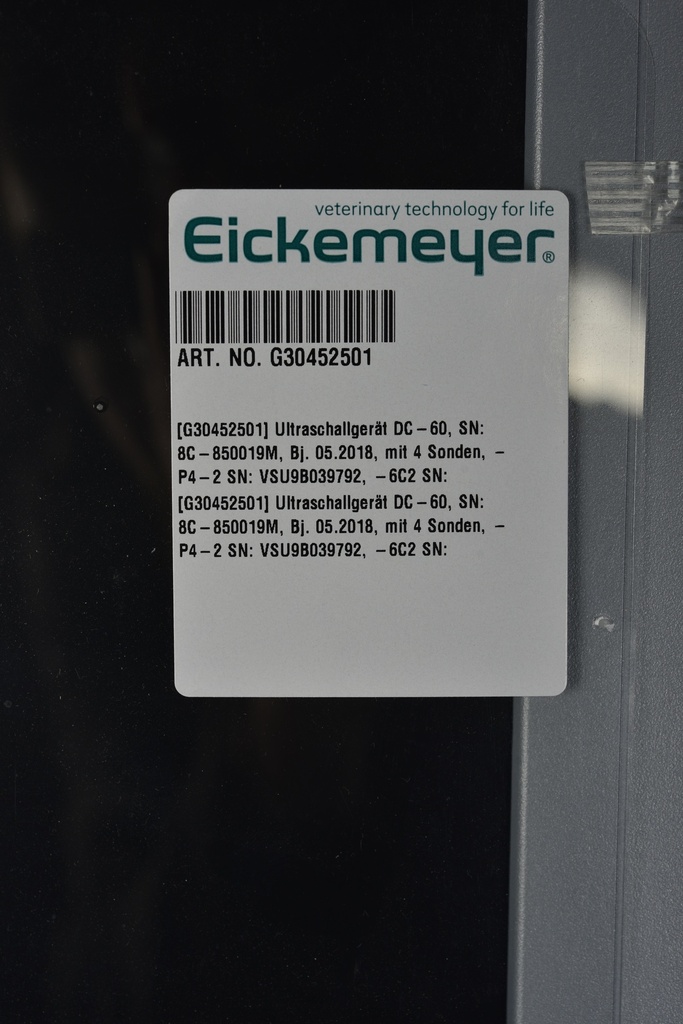 veterinary technology for life
Eickemeyer®
ART. NO. G30452501
[G30452501] Ultraschallgerät DC – 60, SN:
8C – 850019M, Bj. 05.2018, mit 4 Sonden, –
P4 – 2 SN: VSU9B039792, – 6C2 SN:
[G30452501] Ultraschallgerät DC – 60, SN:
8C – 850019M, Bj. 05.2018, mit 4 Sonden, –
P4 – 2 SN: VSU9B039792, – 6C2 SN: